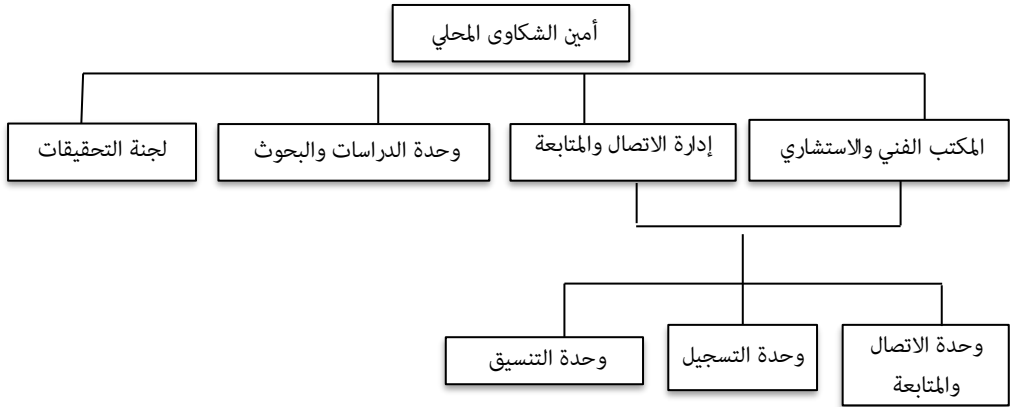 أمين الشكاوى المحلي
المكتب الفني والاستشاري
إدارة الاتصال والمتابعة
وحدة الدراسات والبحوث
لجنة التحقيقات
وحدة الاتصال
والمتابعة
وحدة التسجيل
وحدة التنسيق